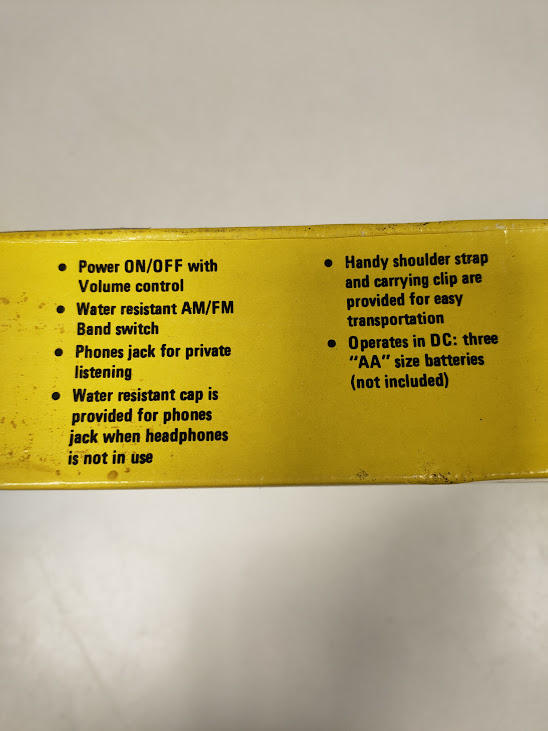 • Power ON/OFF with
Volume control
• Water resistant AM/FM
Band switch
• Phones jack for private
listening
• Water resistant cap is
provided for phones
jack when headphones
is not in use
• Handy shoulder strap
and carrying clip are
provided for easy
transportation
• Operates in DC: three
"AA" size batteries
(not included)